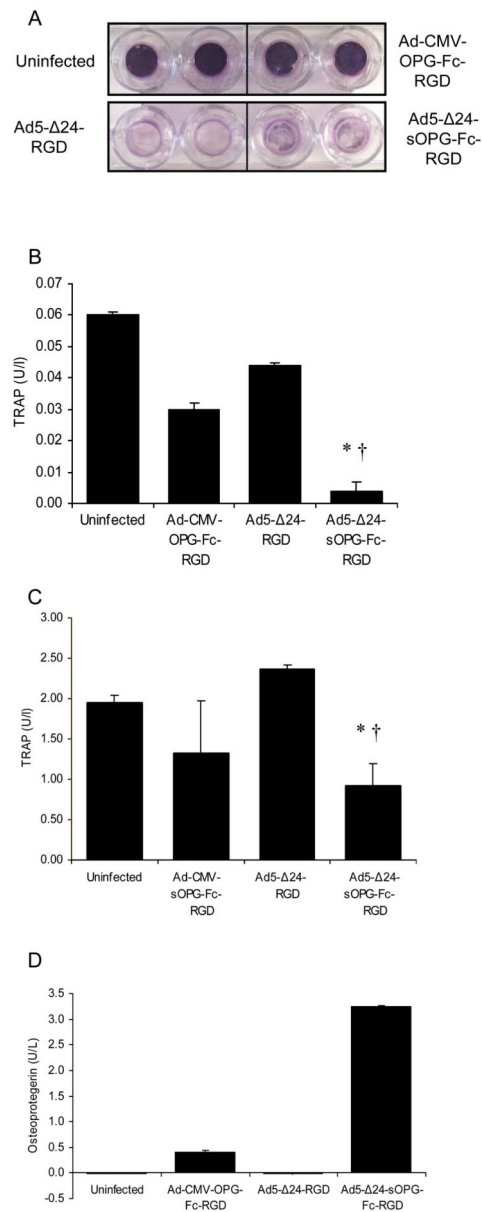 A
Uninfected
Ad-CMV-
OPG-Fc-
RGD
Ad5-Δ24-
RGD
Ad5-Δ24-
sOPG-Fc-
RGD
B
TRAP (U/l)
0.07
0.06
0.05
0.04
0.03
0.02
0.01
0.00
* †
Uninfected
Ad-CMV-
OPG-Fc-
RGD
Ad5-Δ24-
RGD
Ad5-Δ24-
sOPG-Fc-
RGD
C
TRAP (U/l)
3.00
2.50
2.00
1.50
1.00
0.50
0.00
* †
Uninfected
Ad-CMV-
sOPG-Fc-
RGD
Ad5-Δ24-
RGD
Ad5-Δ24-
sOPG-Fc-
RGD
D
Osteoprotegerin (U/L)
3.5
3.0
2.5
2.0
1.5
1.0
0.5
0.0
-0.5
Uninfected
Ad-CMV-OPG-
Fc-RGD
Ad5-Δ24-RGD
Ad5-Δ24-sOPG-
Fc-RGD